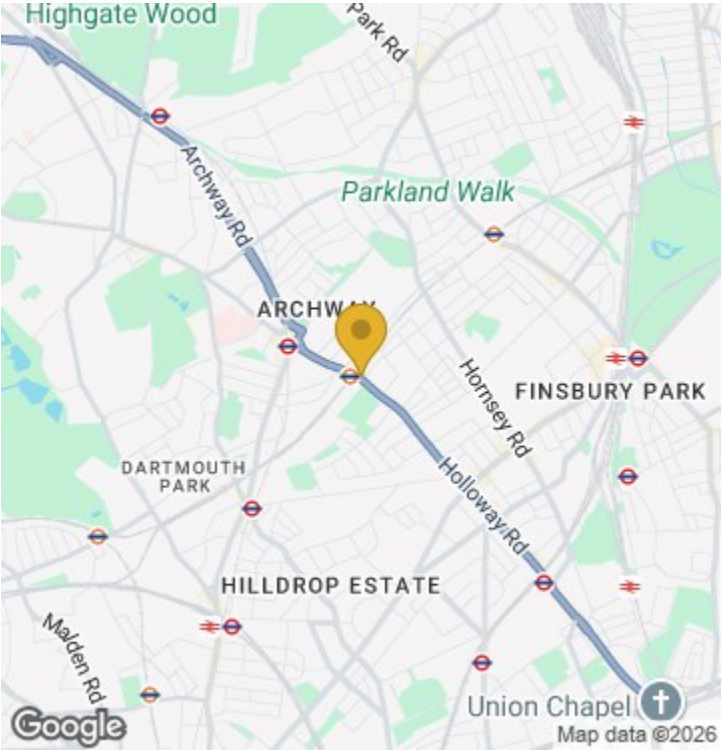 Highgate Wood
Park Rd
Archway Rd
Parkland Walk
ARCHWAY
Hornsey Rd
FINSBURY PARK
DARTMOUTH
PARK
Holloway Rd
HILLDROP ESTATE
Malden Rd
Union Chapel
Google
Map data ©2026